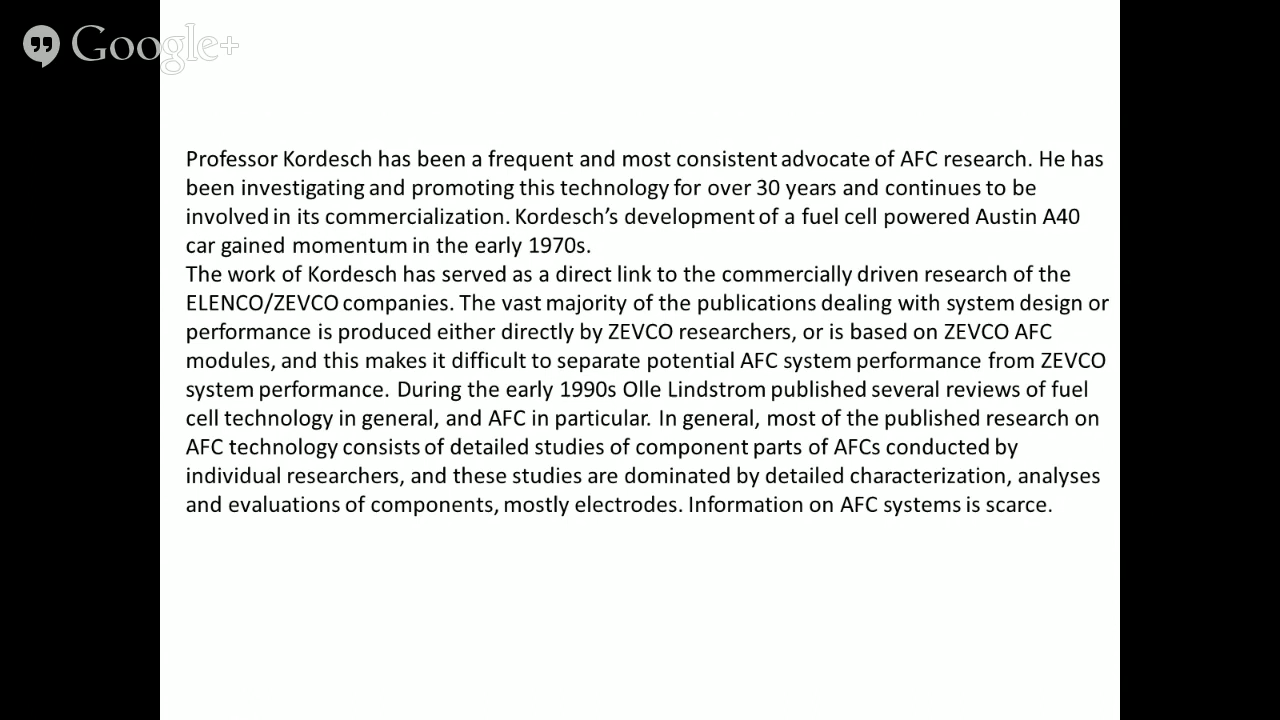 Google+
Professor Kordesch has been a frequent and most consistent advocate of AFC research. He has
been investigating and promoting this technology for over 30 years and continues to be
involved in its commercialization. Kordesch’s development of a fuel cell powered Austin A40
car gained momentum in the early 1970s.
The work of Kordesch has served as a direct link to the commercially driven research of the
ELENCO/ZEVCO companies. The vast majority of the publications dealing with system design or
performance is produced either directly by ZEVCO researchers, or is based on ZEVCO AFC
modules, and this makes it difficult to separate potential AFC system performance from ZEVCO
system performance. During the early 1990s Olle Lindstrom published several reviews of fuel
cell technology in general, and AFC in particular. In general, most of the published research on
AFC technology consists of detailed studies of component parts of AFCs conducted by
individual researchers, and these studies are dominated by detailed characterization, analyses
and evaluations of components, mostly electrodes. Information on AFC systems is scarce.